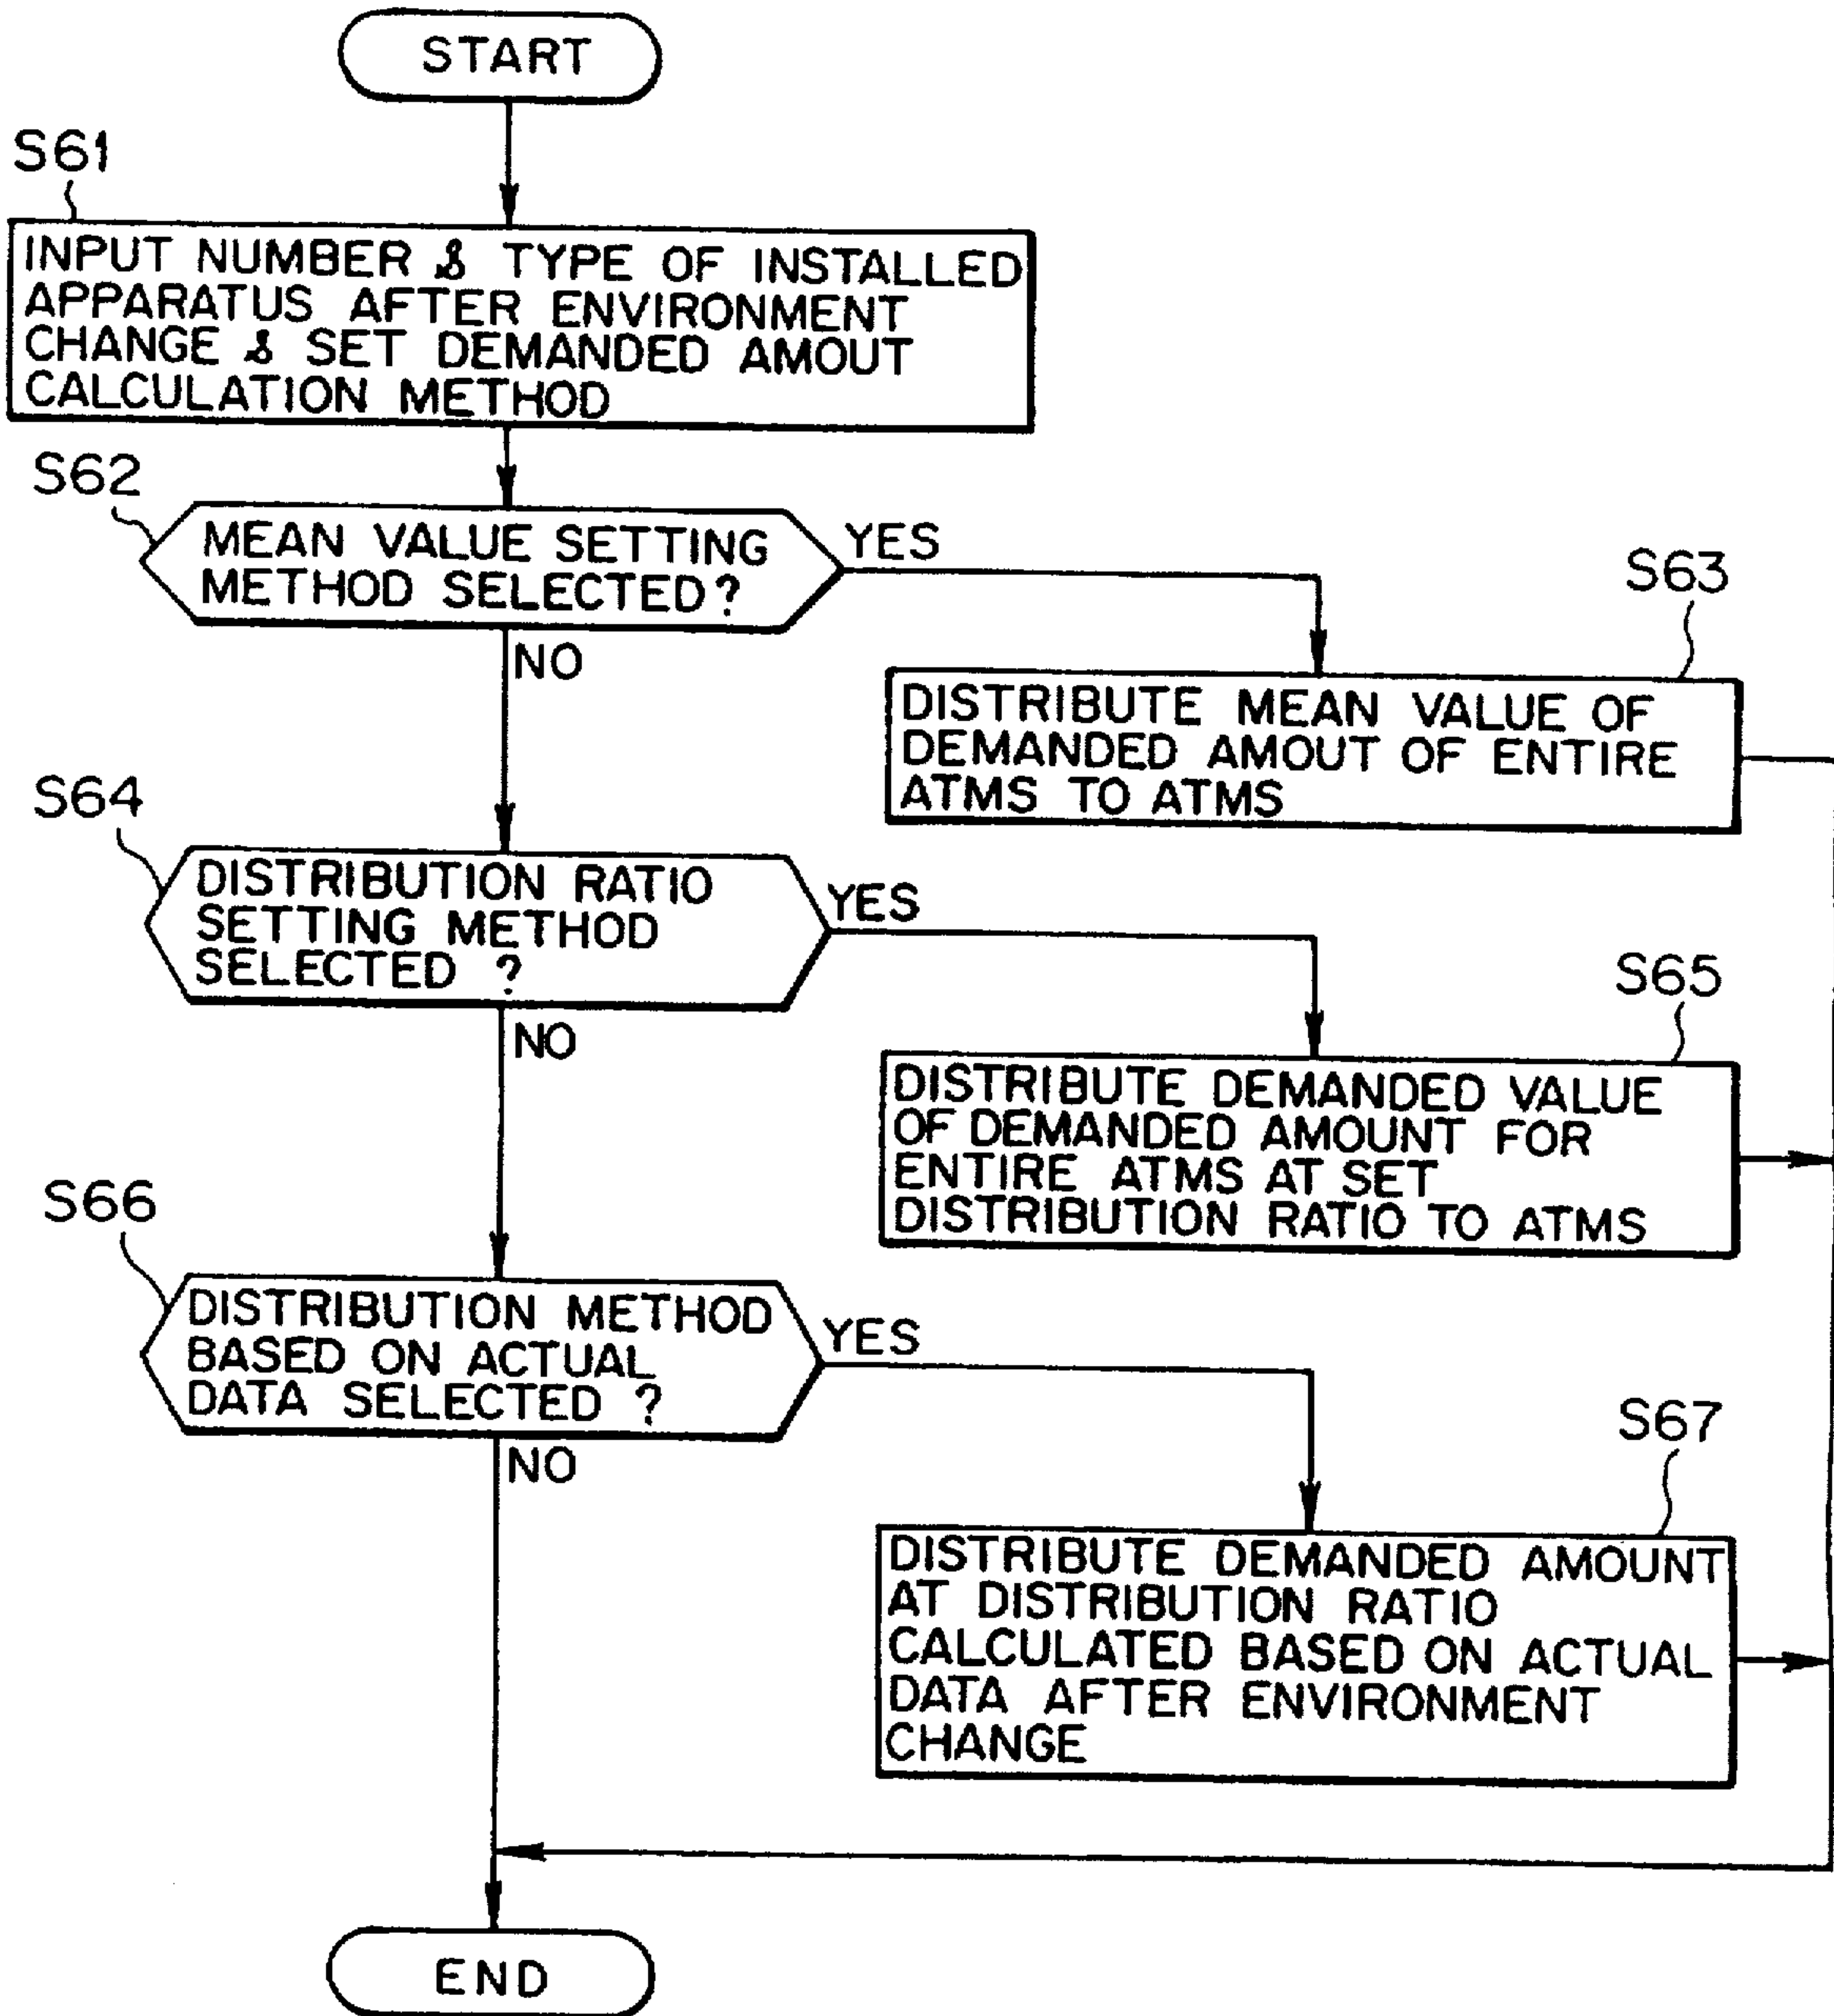 START
S61
INPUT NUMBER & TYPE OF INSTALLED
APPARATUS AFTER ENVIRONMENT
CHANGE & SET DEMANDED AMOUT
CALCULATION METHOD
S62
MEAN VALUE SETTING
METHOD SELECTED?
YES
NO
S63
DISTRIBUTE MEAN VALUE OF
DEMANDED AMOUT OF ENTIRE
ATMS TO ATMS
S64
DISTRIBUTION RATIO
SETTING METHOD
SELECTED ?
YES
NO
S65
DISTRIBUTE DEMANDED VALUE
OF DEMANDED AMOUNT FOR
ENTIRE ATMS AT SET
DISTRIBUTION RATIO TO ATMS
S66
DISTRIBUTION METHOD
BASED ON ACTUAL
DATA SELECTED ?
YES
NO
S67
DISTRIBUTE DEMANDED AMOUNT
AT DISTRIBUTION RATIO
CALCULATED BASED ON ACTUAL
DATA AFTER ENVIRONMENT
CHANGE
END